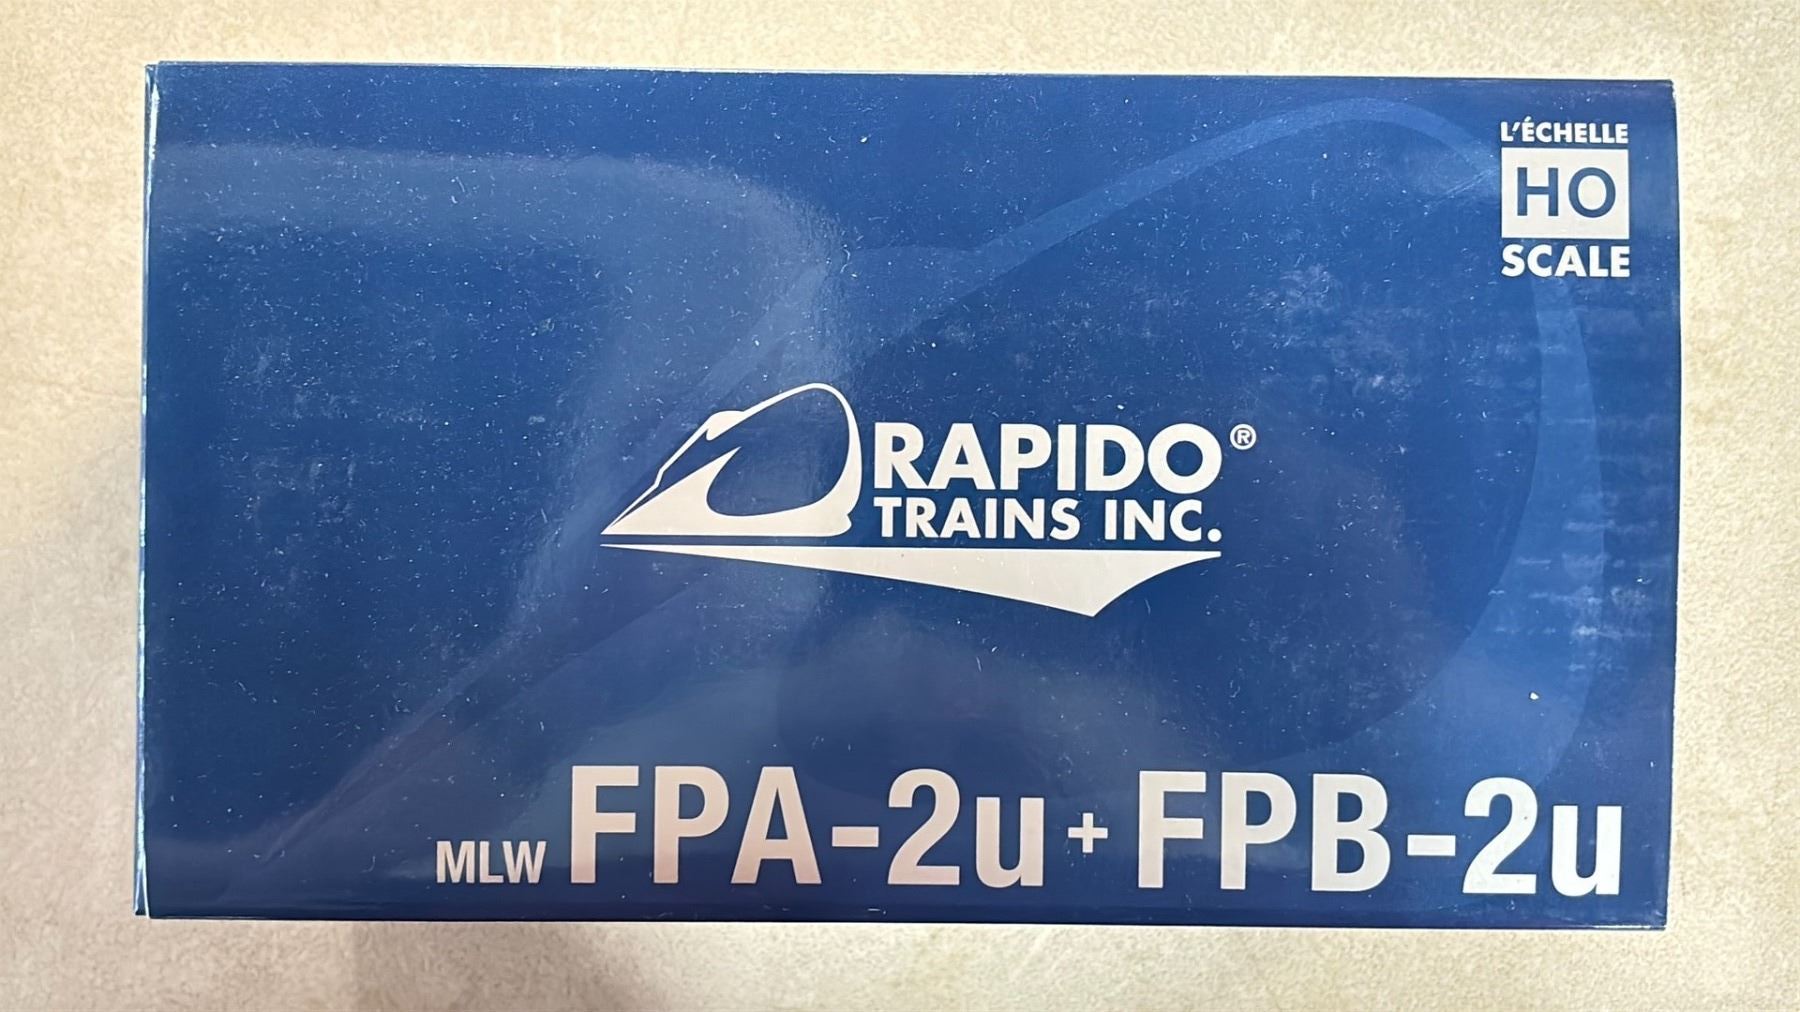 L'ÉCHELLE
HO
SCALE
RAPIDO®
TRAINS INC.
MLW FPA-2u + FPB-2u